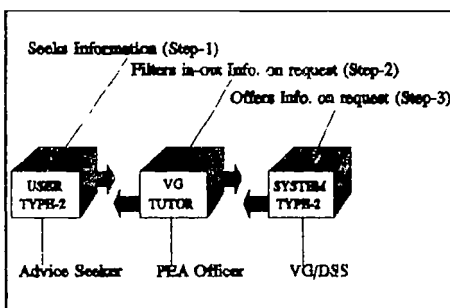 Seeks Information (Step-1)
Filters in-out Info. on request (Step-2)
Offers Info. on request (Step-3)
USER
TYPE-2
VG
TUTOR
SYSTEM
TYPE-2
Advice Seeker
PEA Officer
VG/DSS